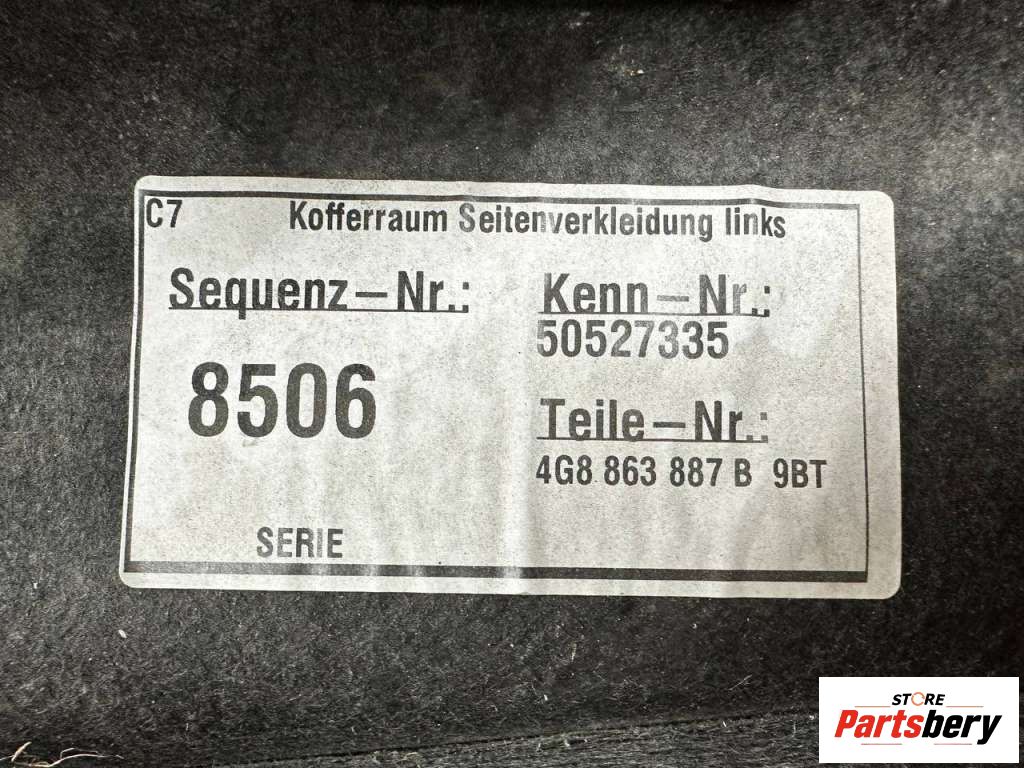 C7 Kofferraum Seitenverkleidung links
Sequenz-Nr.:
8506
Kenn-Nr.:
50527335
Teile-Nr.:
4G8 863 887 B 9BT
SERIE
STORE
Partsbery